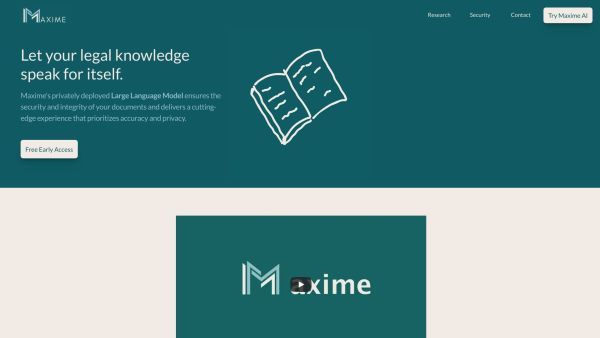 MAXIME
Research
Security
Contact
Try Maxime AI
Let your legal knowledge
speak for itself.
Maxime's privately deployed Large Language Model ensures the
security and integrity of your documents and delivers a cutting-
edge experience that prioritizes accuracy and privacy.
Free Early Access
Maxime